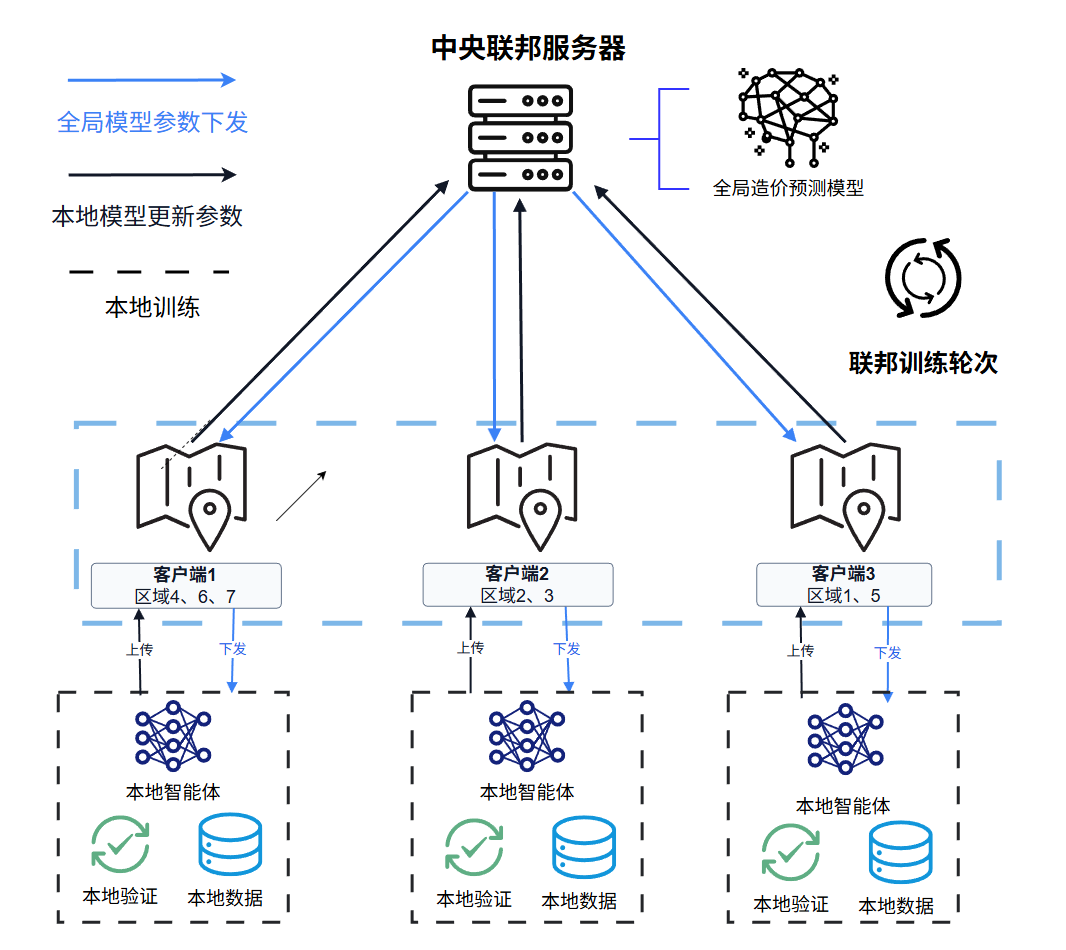 中央联邦服务器
全局模型参数下发
本地模型更新参数
本地训练
全局造价预测模型
联邦训练轮次
客户端1
区域4、6、7
客户端2
区域2、3
客户端3
区域1、5
上传
下发
上传
下发
上传
下发
本地智能体
本地智能体
本地智能体
本地验证
本地数据
本地验证
本地数据
本地验证
本地数据